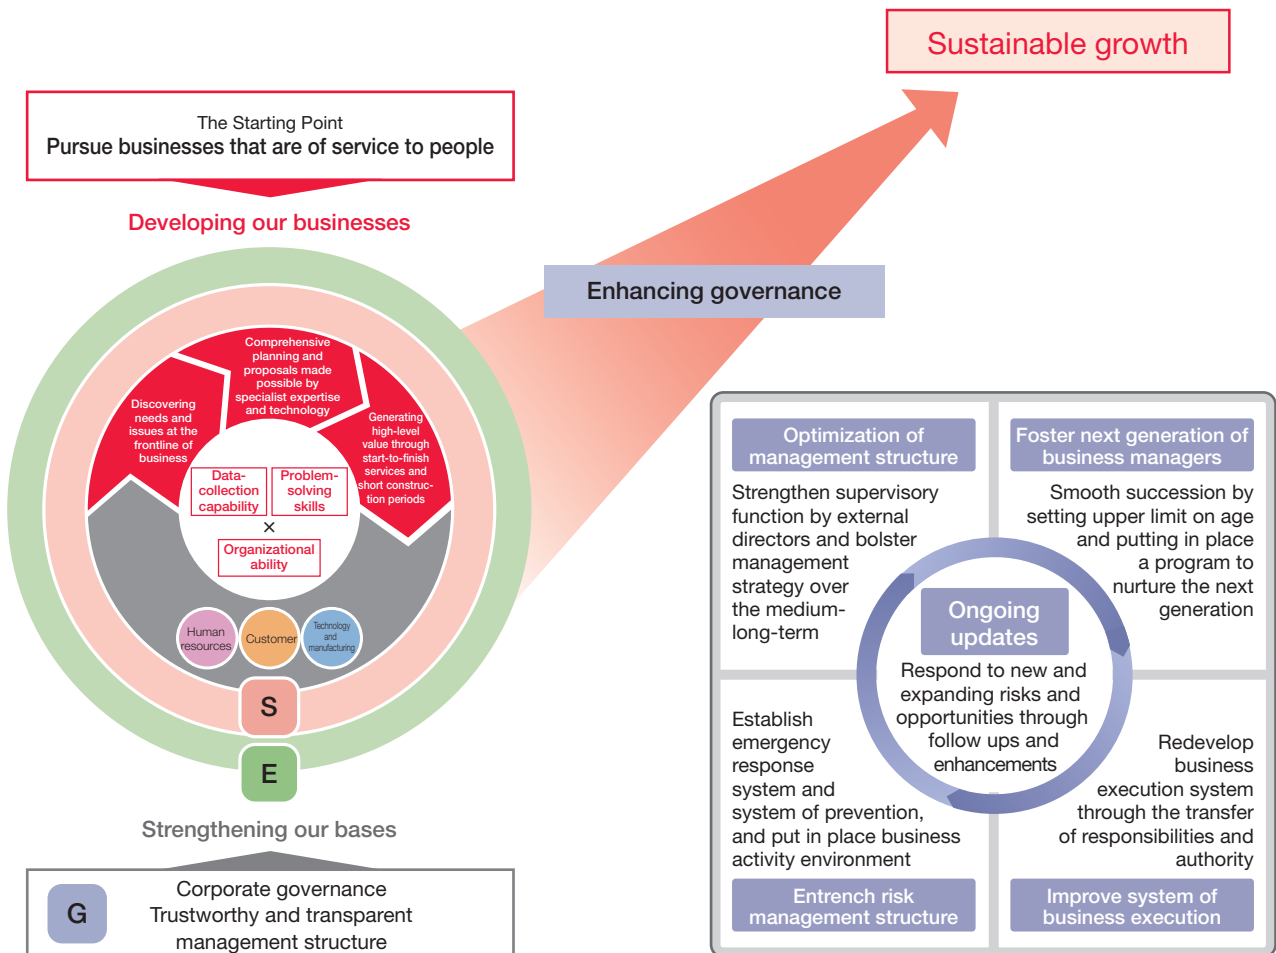 Sustainable growth
The Starting Point
Pursue businesses that are of service to people
Developing our businesses
Enhancing governance
Discovering
needs and
issues at the
frontline of
business
Comprehensive
planning and
proposals made
possible by
specialist expertise
and technology
Generating
high-level
value through
start-to-finish
services and
short construc-
tion periods
Data-
collection
capability
Problem-
solving
skills
×
Organizational
ability
Human
resources
Customer
Technology
and
manufacturing
S
E
Strengthening our bases
G
Corporate governance
Trustworthy and transparent
management structure
Optimization of
management structure
Strengthen supervisory
function by external
directors and bolster
management
strategy over
the medium-
long-term
Foster next generation of
business managers
Smooth succession by
setting upper limit on age
and putting in place
a program to
nurture the next
generation
Ongoing
updates
Respond to new and
expanding risks and
opportunities through
follow ups and
enhancements
Establish
emergency
response
system and
system of prevention,
and put in place business
activity environment
Entrench risk
management structure
Redevelop
business
execution system
through the transfer
of responsibilities and
authority
Improve system of
business execution